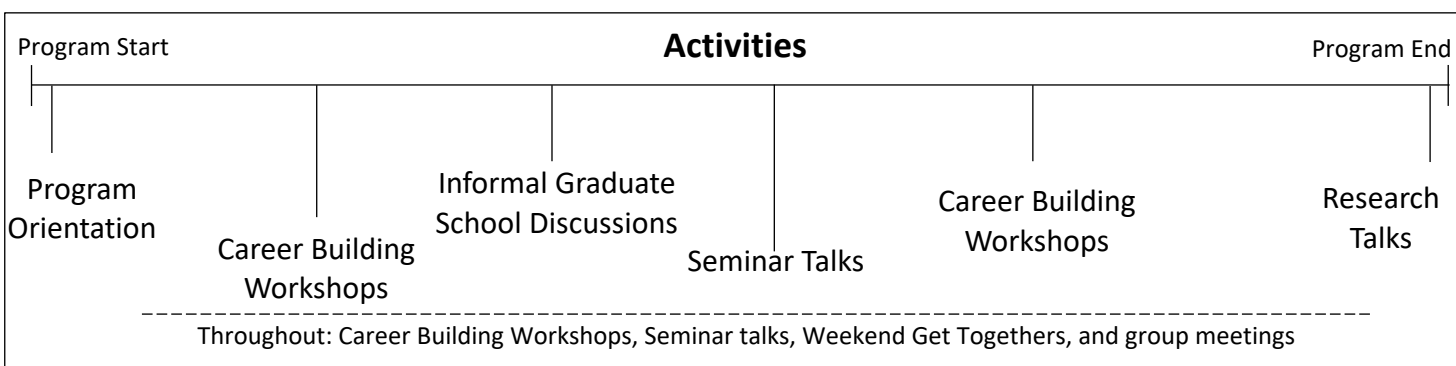 Program Start
Activities
Program End
Program
Orientation
Career Building
Workshops
Informal Graduate
School Discussions
Seminar Talks
Career Building
Workshops
Research
Talks
Throughout: Career Building Workshops, Seminar talks, Weekend Get Togethers, and group meetings